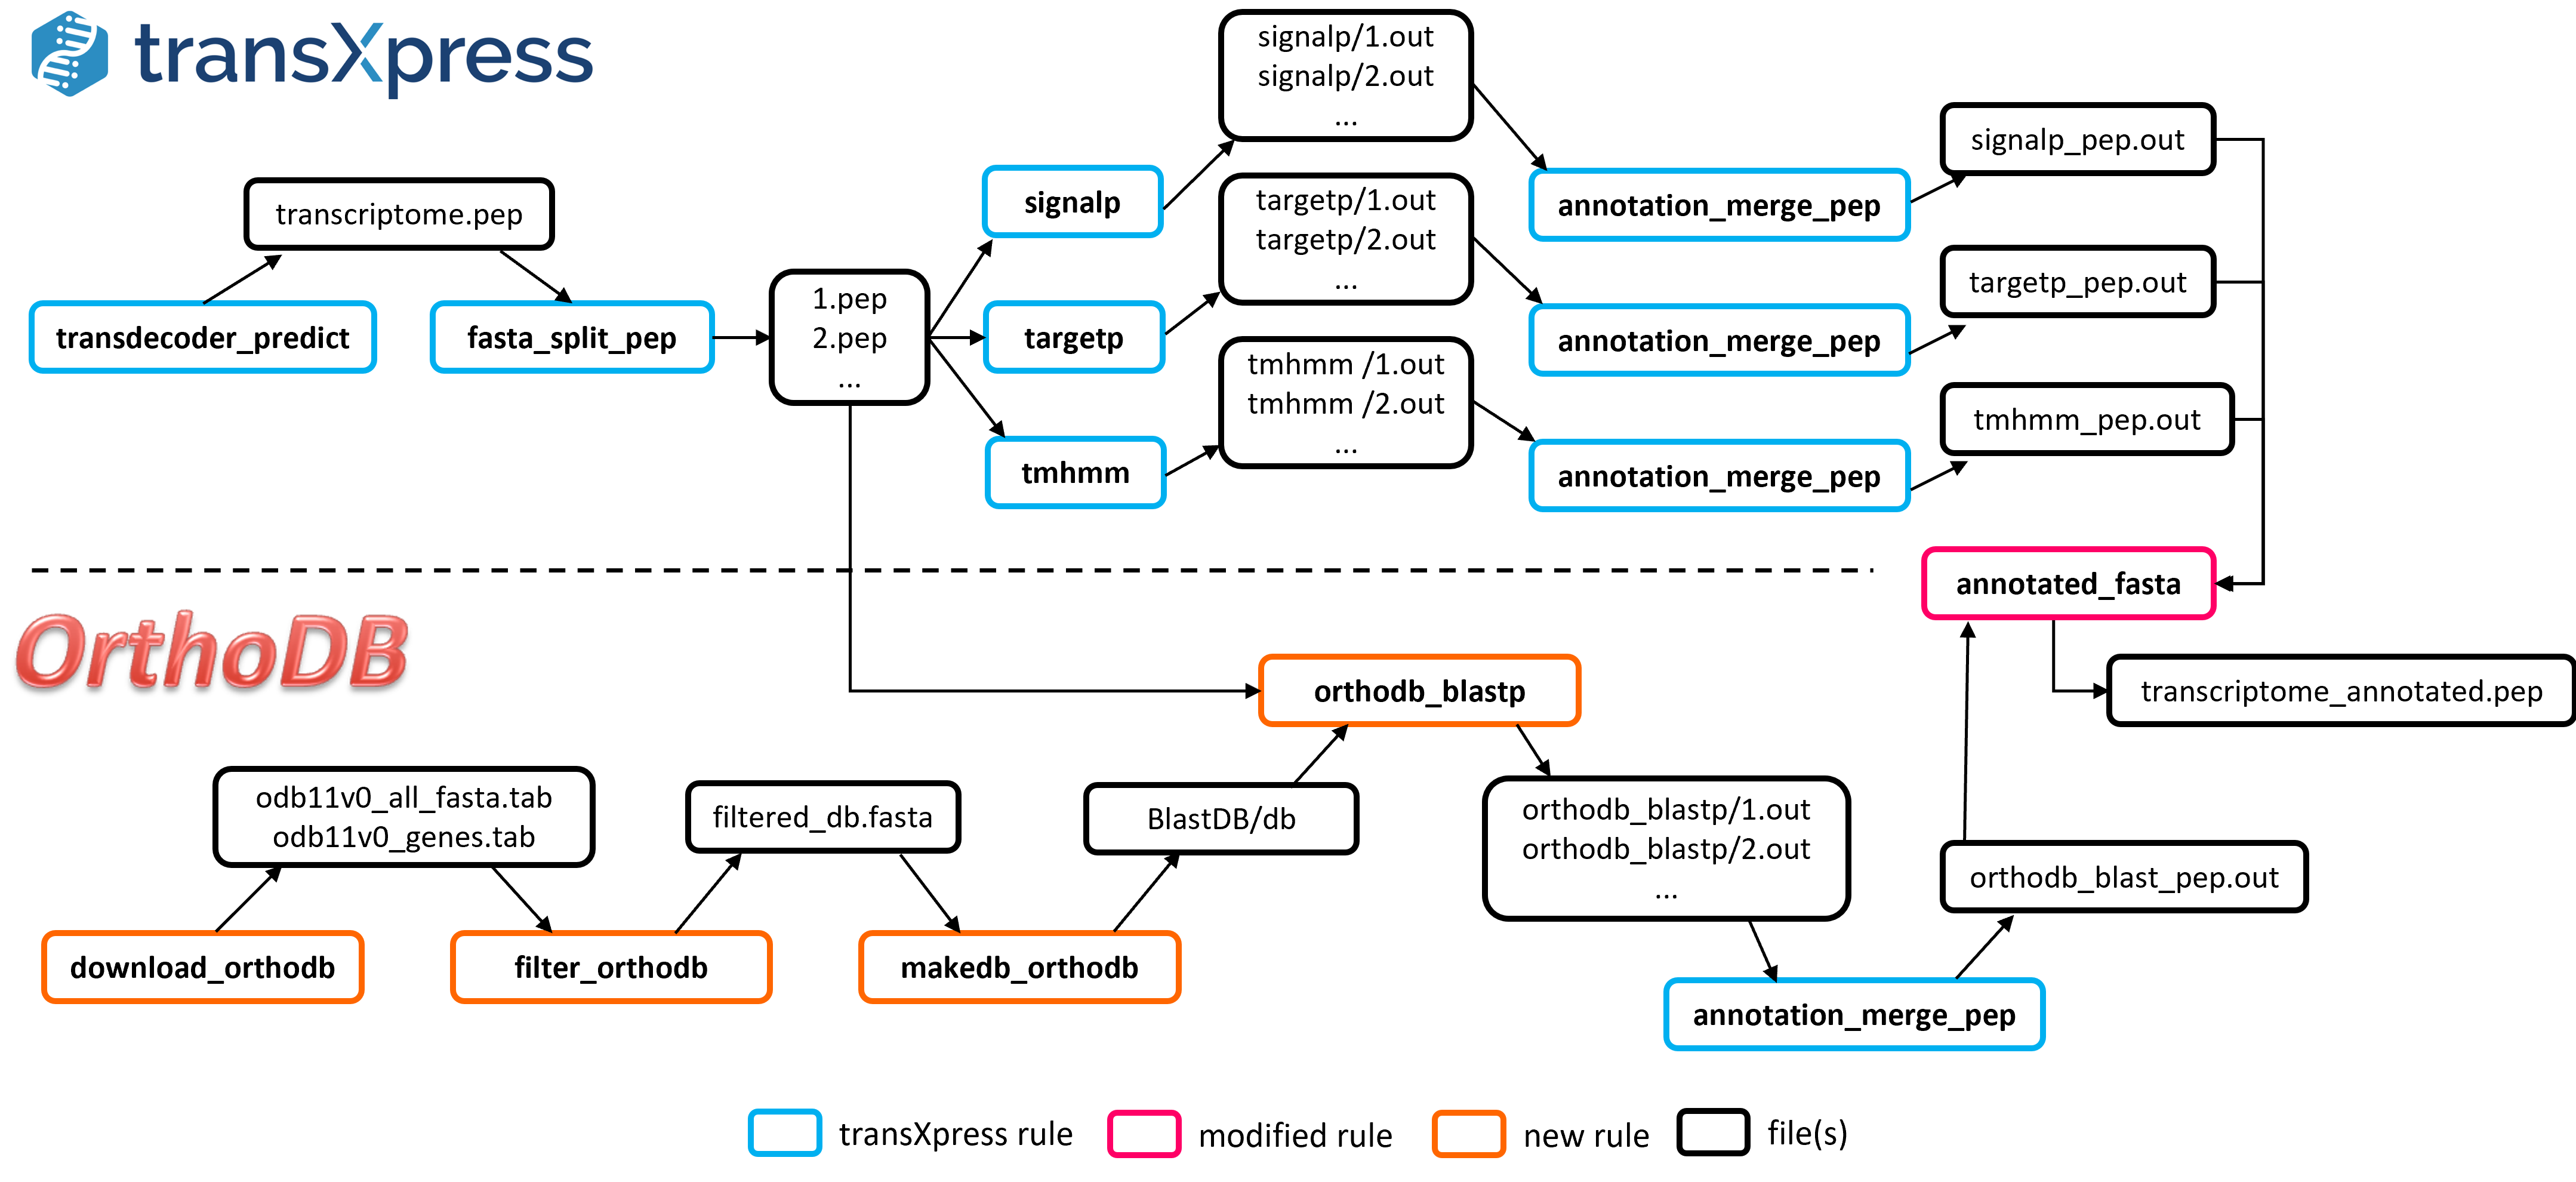 transXpress
signalp/1.out
signalp/2.out
...
signalp_pep.out
transcriptome.pep
signalp
annotation_merge_pep
targetp/1.out
targetp/2.out
...
targetp_pep.out
transdecoder_predict
fasta_split_pep
1.pep
2.pep
...
targetp
annotation_merge_pep
tmhmm /1.out
tmhmm /2.out
...
tmhmm_pep.out
tmhmm
annotation_merge_pep
annotated_fasta
OrthoDB
orthodb_blastp
transcriptome_annotated.pep
odb11v0_all_fasta.tab
odb11v0_genes.tab
filtered_db.fasta
BlastDB/db
orthodb_blastp/1.out
orthodb_blastp/2.out
...
orthodb_blast_pep.out
download_orthodb
filter_orthodb
makedb_orthodb
annotation_merge_pep
transXpress rule
modified rule
new rule
file(s)